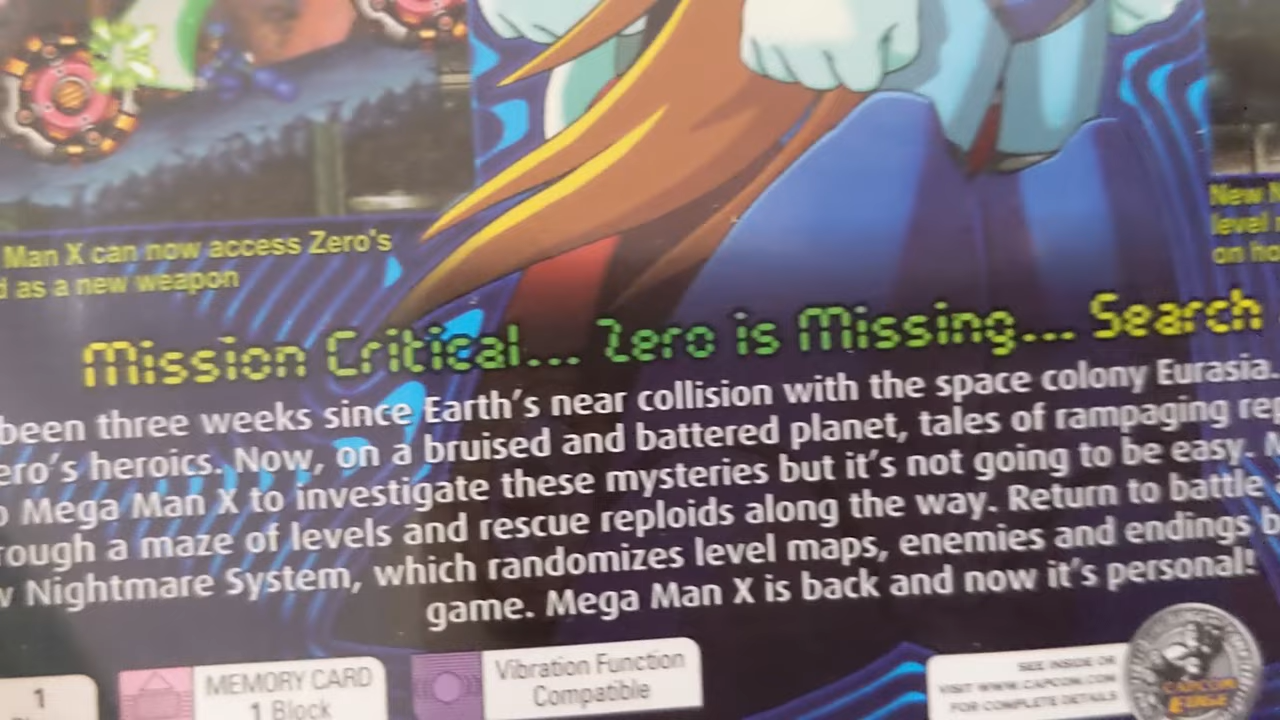 Man X can now access Zero's
as a new weapon
New
level
on
Mission Critical... Zero is Missing... Search
been three weeks since Earth's near collision with the space colony Eurasia.
ero's heroics. Now, on a bruised and battered planet, tales of rampaging rep
Mega Man X to investigate these mysteries but it's not going to be easy.
rough a maze of levels and rescue reploids along the way. Return to battle
Nightmare System, which randomizes level maps, enemies and endings b
game. Mega Man X is back and now it's personal!
1
MEMORY CARD
1 Block
Vibration Function
Compatible
SEE INSIDE OR
VISIT WWW.CAPCOM.COM
FOR COMPLETE DETAILS
CAPCOM
EDGE